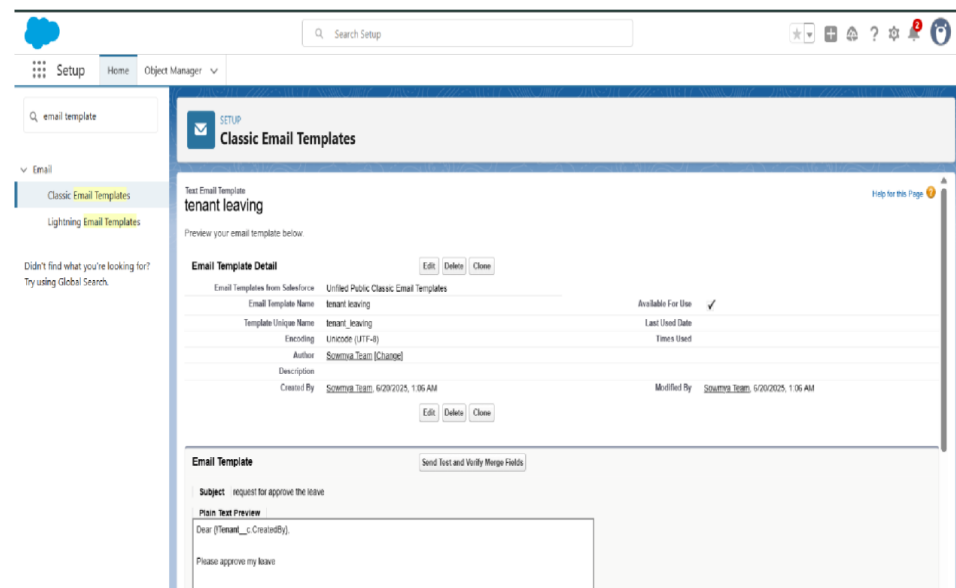 Search Setup
2
Setup
Home
Object Manager
email template
SETUP
Classic Email Templates
Email
Classic Email Templates
Lightning Email Templates
Didn't find what you're looking for?
Try using Global Search.
Text Email Template
tenant leaving
Help for this Page ?
Preview your email template below.
Email Template Detail
Edit Delete Clone
Email Templates from Salesforce Unfiled Public Classic Email Templates
Email Template Name tenant leaving Available For Use ✓
Template Unique Name tenant_leaving Last Used Date
Encoding Unicode (UTF-8) Times Used
Author Sowmya Team [Change]
Description
Created By Sowmya Team, 6/20/2025, 1:06 AM Modified By Sowmya Team, 6/20/2025, 1:06 AM
Edit Delete Clone
Email Template Send Test and Verify Merge Fields
Subject request for approve the leave
Plain Text Preview
Dear {!Tenant__c.CreatedBy},
Please approve my leave